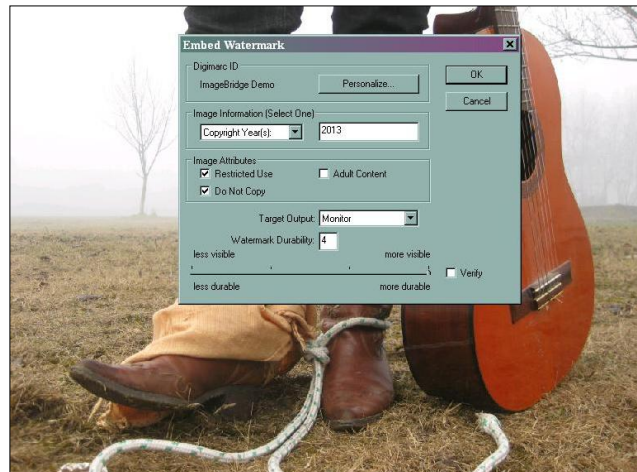 Embed Watermark
Digimarc ID
ImageBridge Demo
Personalize...
OK
Cancel
Image Information (Select One)
Copyright Year(s):
2013
Image Attributes
Restricted Use
Adult Content
Do Not Copy
Target Output:
Monitor
Watermark Durability:
4
less visible
more visible
less durable
more durable
Verify